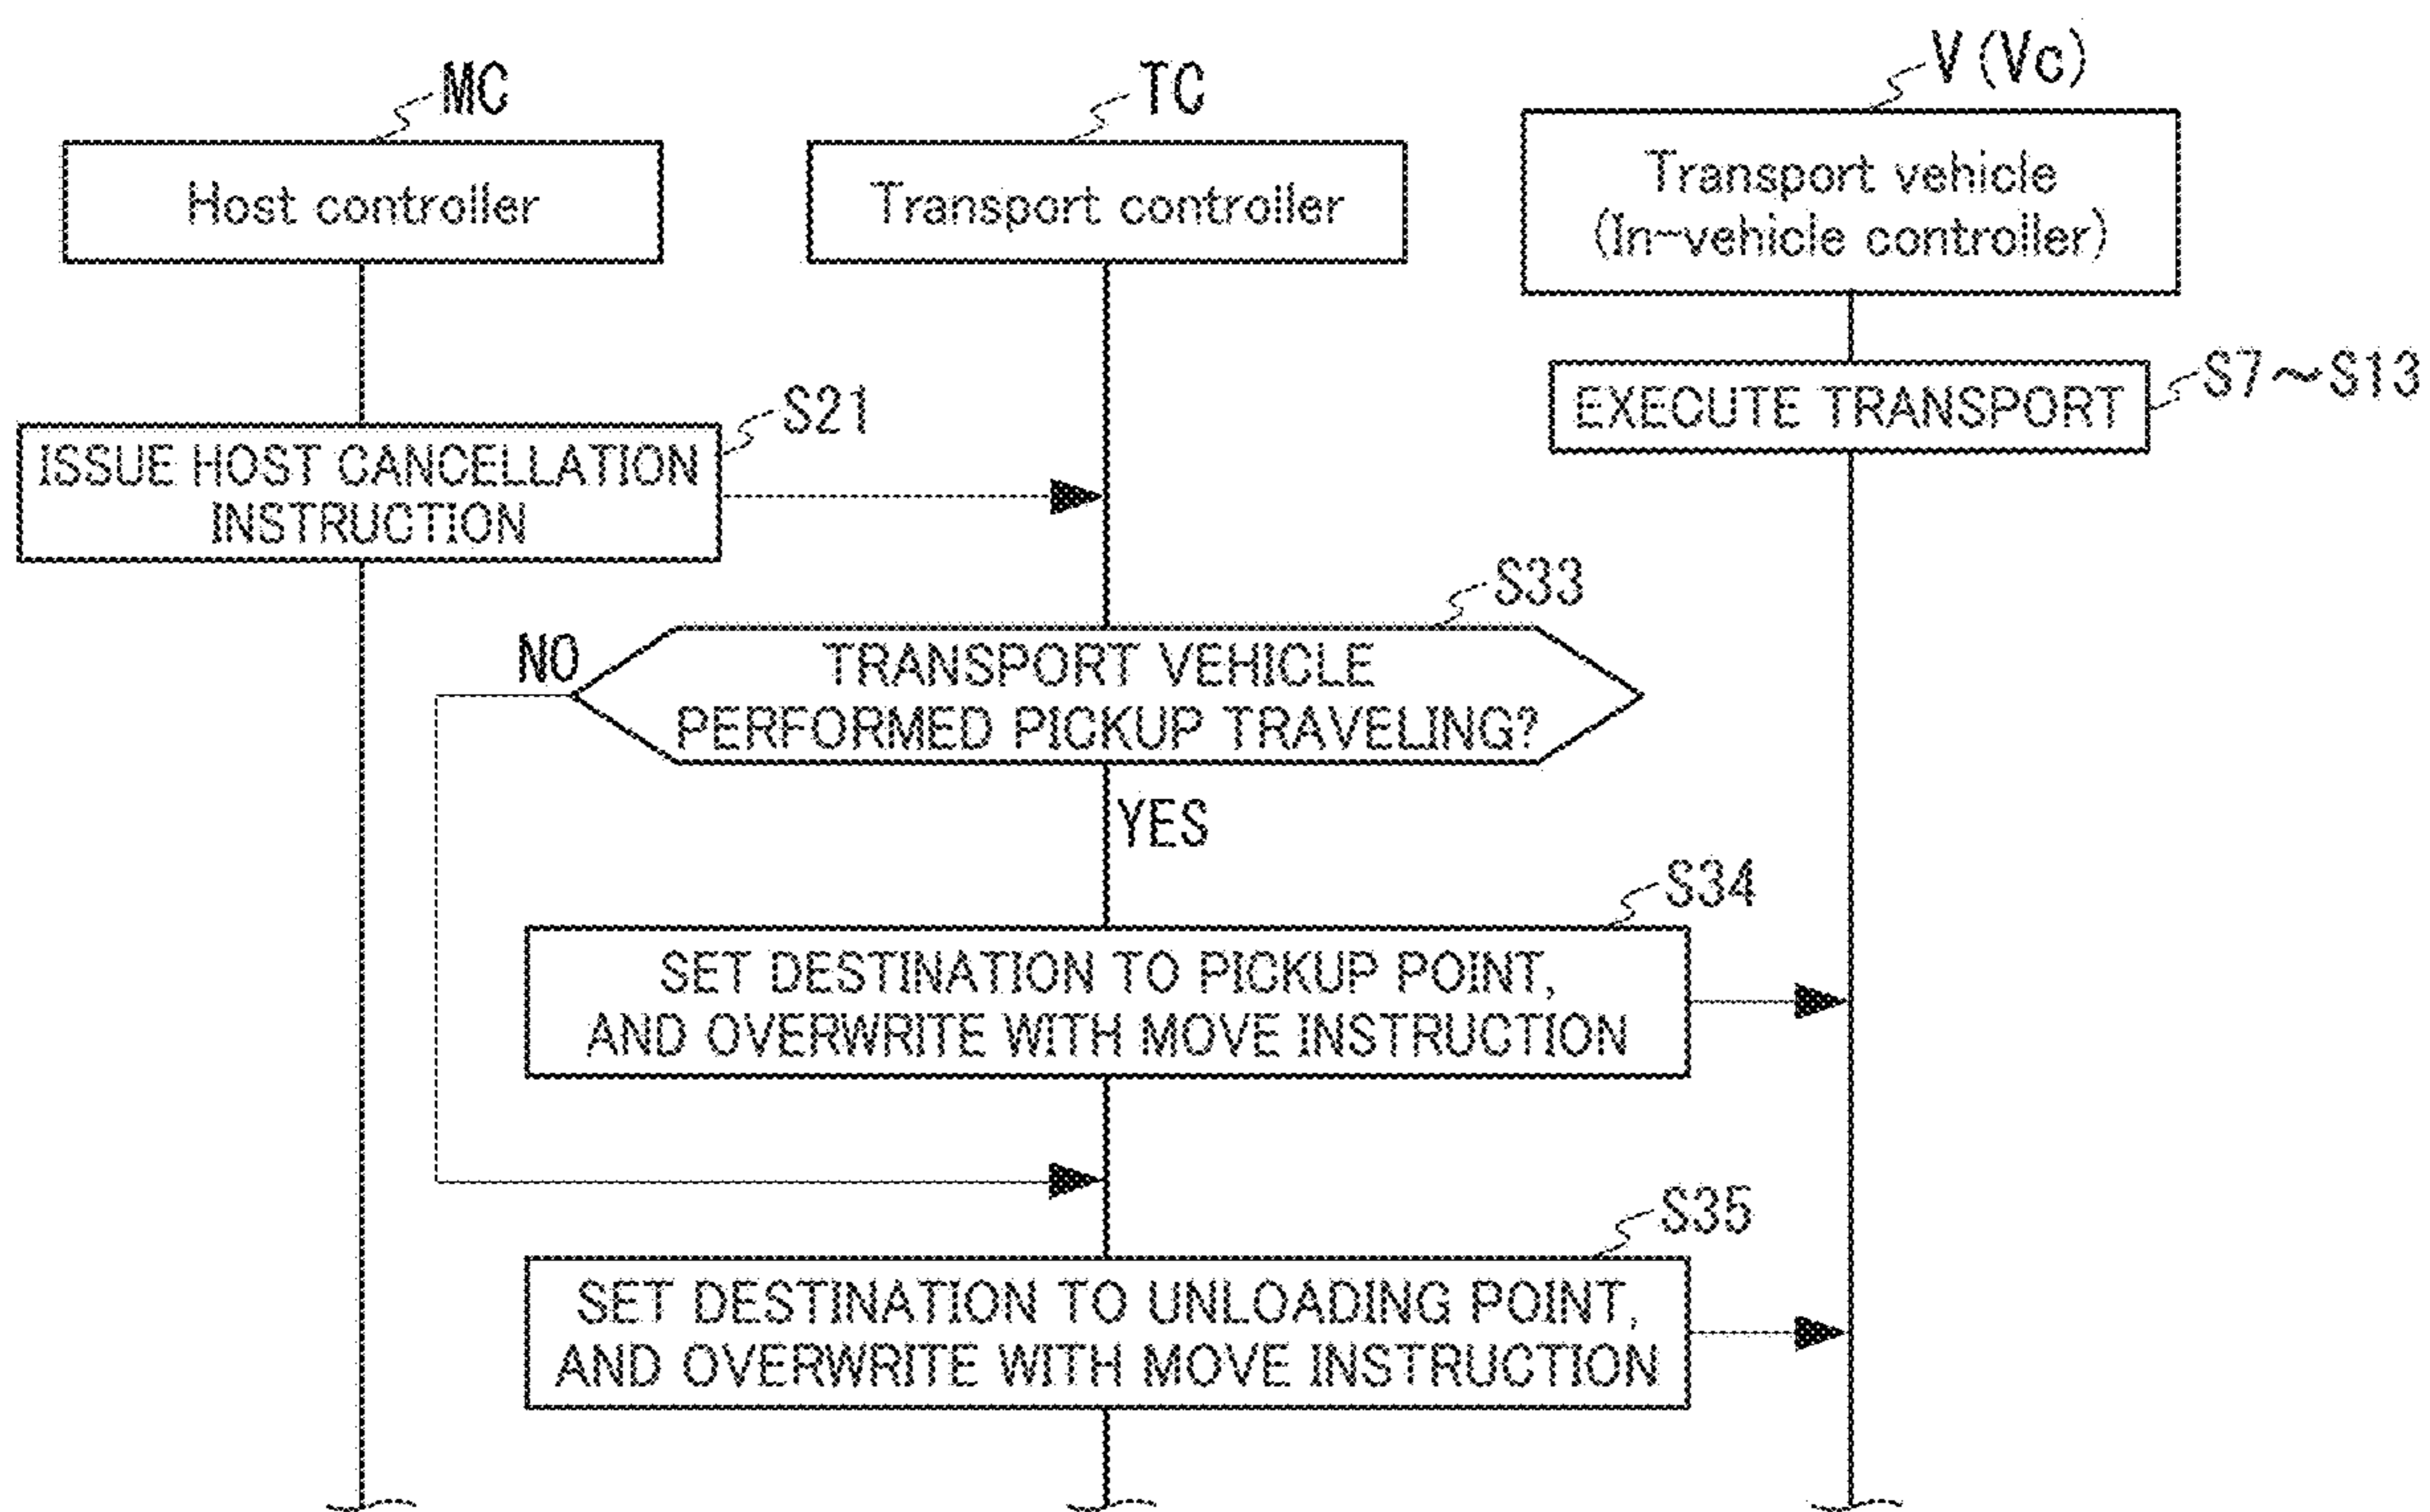 MC
TC
V(Vc)
Host controller
Transport controller
Transport vehicle
(In-vehicle controller)
S7～S13
EXECUTE TRANSPORT
S21
ISSUE HOST CANCELLATION
INSTRUCTION
S33
NO
TRANSPORT VEHICLE
PERFORMED PICKUP TRAVELING?
YES
S34
SET DESTINATION TO PICKUP POINT,
AND OVERWRITE WITH MOVE INSTRUCTION
S35
SET DESTINATION TO UNLOADING POINT,
AND OVERWRITE WITH MOVE INSTRUCTION